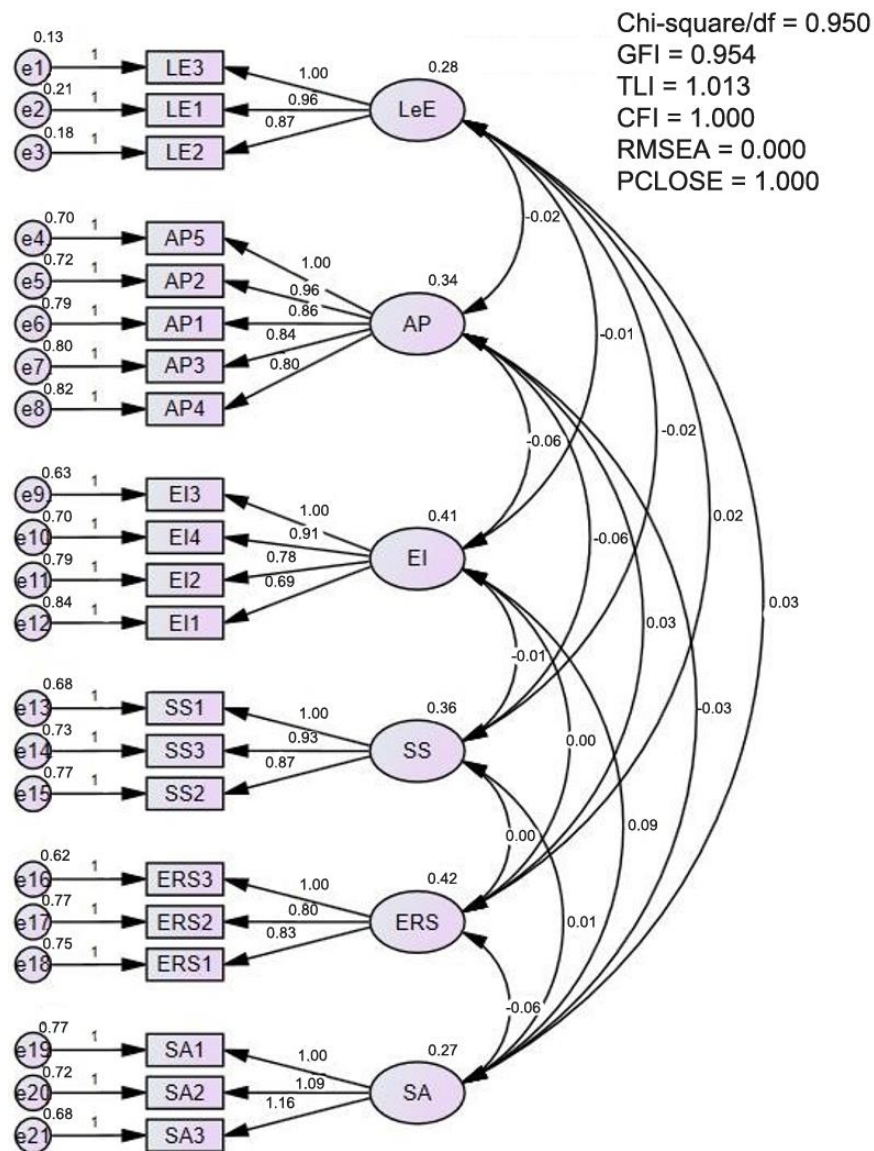 Chi-square/df = 0.950
GFI = 0.954
TLI = 1.013
CFI = 1.000
RMSEA = 0.000
PCLOSE = 1.000
0.13
e1 1 LE3 1.00 0.28
0.21
e2 1 LE1 0.96 LeE
0.18
e3 1 LE2 0.87
-0.02
0.70
e4 1 AP5 1.00
0.72
e5 1 AP2 0.96 0.34
0.79
e6 1 AP1 0.86 AP
-0.01
0.80
e7 1 AP3 0.84
0.82
e8 1 AP4 0.80
-0.06
-0.02
0.63
e9 1 EI3 1.00
0.70
e10 1 EI4 0.91 0.41
0.02
-0.06
0.79
e11 1 EI2 0.78 EI
0.84
e12 1 EI1 0.69
0.03
0.03
-0.01
0.68
e13 1 SS1 1.00 0.36
-0.03
0.73
e14 1 SS3 0.93 SS
0.00
0.77
e15 1 SS2 0.87
0.00
0.09
0.62
e16 1 ERS3 1.00 0.42
0.77
e17 1 ERS2 0.80 ERS
0.01
0.75
e18 1 ERS1 0.83
-0.06
0.77
e19 1 SA1 1.00 0.27
0.72
e20 1 SA2 1.09 SA
0.68
e21 1 SA3 1.16